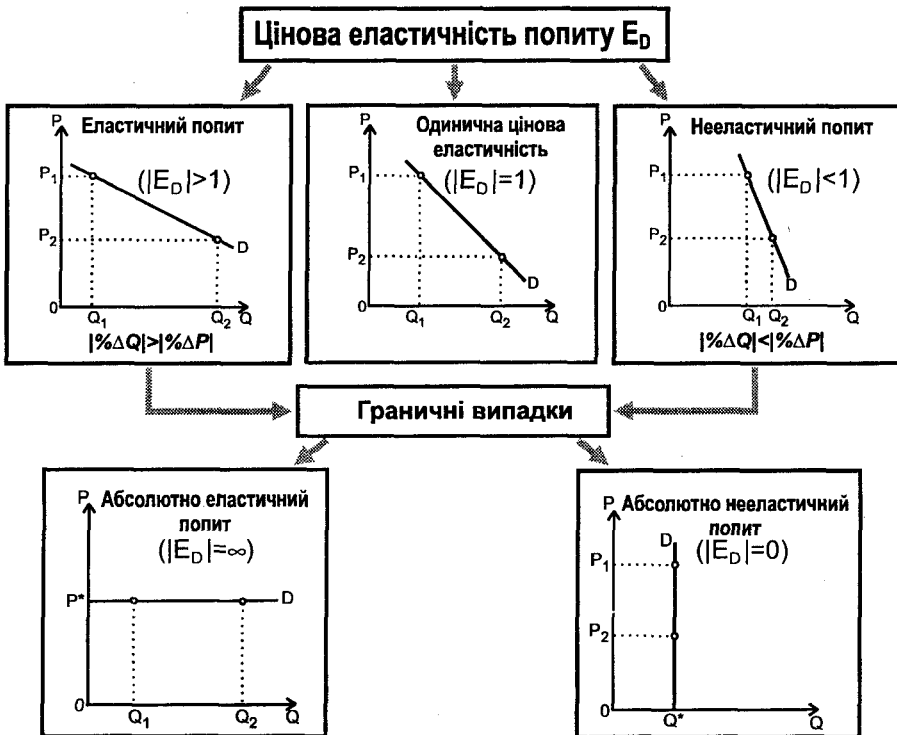 Цінова еластичність попиту E_D
P
Еластичний попит
P₁
(|E_D|>1)
P₂
D
0
Q₁
Q₂
Q
|%ΔQ|>|%ΔP|
P
Одинична цінова
еластичність
P₁
(|E_D|=1)
P₂
D
0
Q₁
Q₂
Q
P
Нееластичний попит
P₁
(|E_D|<1)
P₂
D
0
Q₁
Q₂
Q
|%ΔQ|<|%ΔP|
Граничні випадки
P
Абсолютно еластичний
попит
(|E_D|=∞)
P*
D
0
Q₁
Q₂
Q
P
Абсолютно нееластичний
попит
D
(|E_D|=0)
P₁
P₂
0
Q*
Q